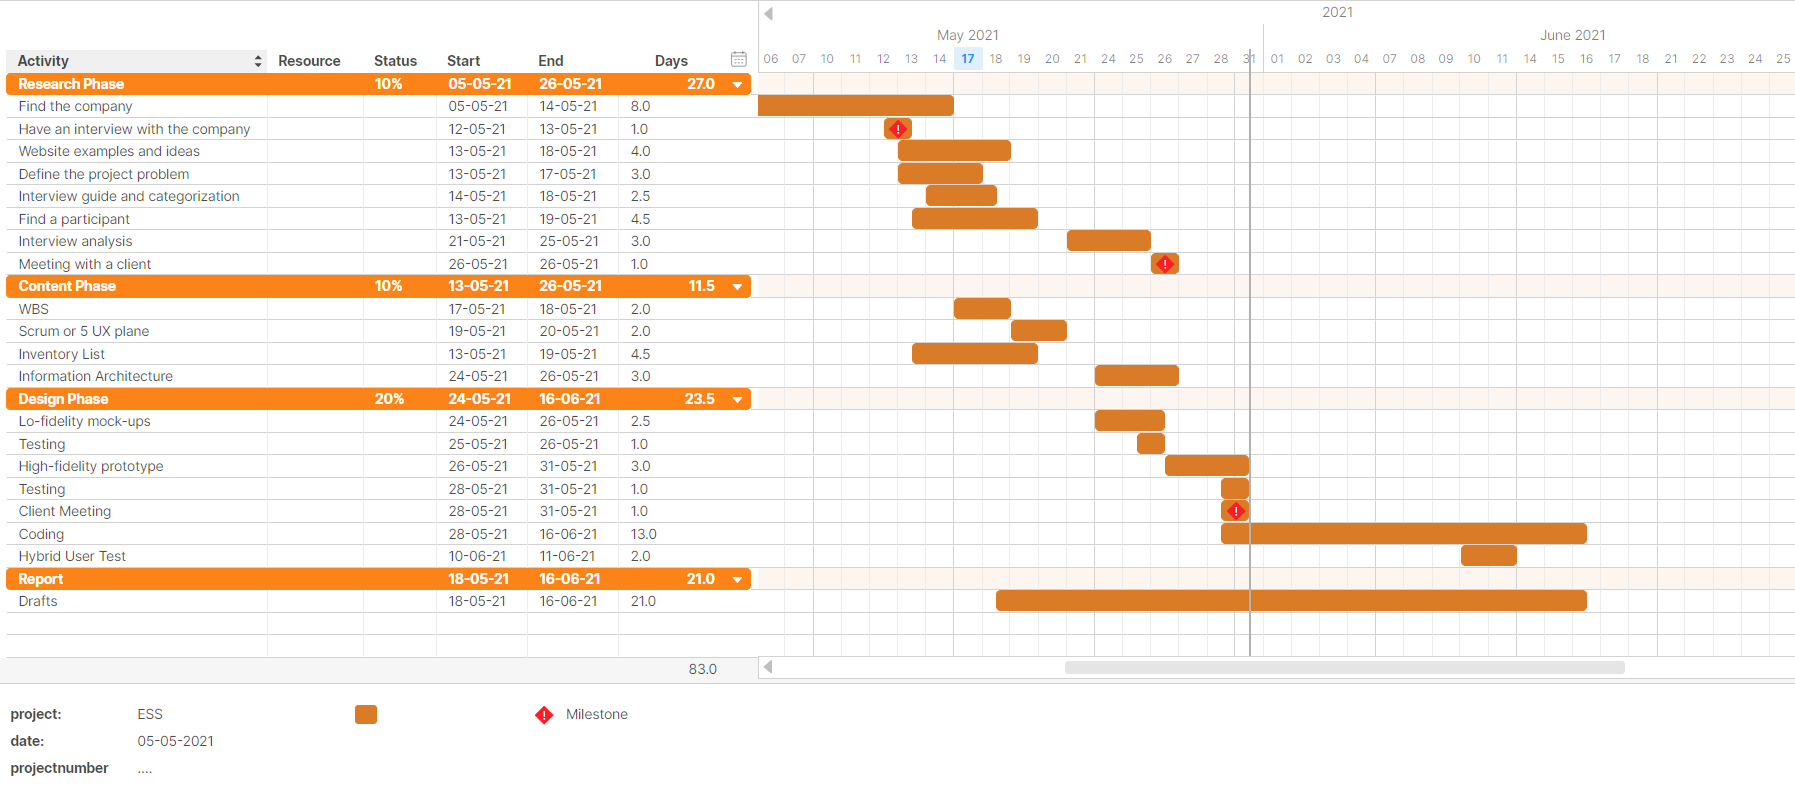 2021
May 2021 June 2021
Activity Resource Status Start End Days 06 07 10 11 12 13 14 17 18 19 20 21 24 25 26 27 28 31 01 02 03 04 07 08 09 10 11 14 15 16 17 18 21 22 23 24 25
Research Phase 10% 05-05-21 26-05-21 27.0
Find the company 05-05-21 14-05-21 8.0
Have an interview with the company 12-05-21 13-05-21 1.0
Website examples and ideas 13-05-21 18-05-21 4.0
Define the project problem 13-05-21 17-05-21 3.0
Interview guide and categorization 14-05-21 18-05-21 2.5
Find a participant 13-05-21 19-05-21 4.5
Interview analysis 21-05-21 25-05-21 3.0
Meeting with a client 26-05-21 26-05-21 1.0
Content Phase 10% 13-05-21 26-05-21 11.5
WBS 17-05-21 18-05-21 2.0
Scrum or 5 UX plane 19-05-21 20-05-21 2.0
Inventory List 13-05-21 19-05-21 4.5
Information Architecture 24-05-21 26-05-21 3.0
Design Phase 20% 24-05-21 16-06-21 23.5
Lo-fidelity mock-ups 24-05-21 26-05-21 2.5
Testing 25-05-21 26-05-21 1.0
High-fidelity prototype 26-05-21 31-05-21 3.0
Testing 28-05-21 31-05-21 1.0
Client Meeting 28-05-21 31-05-21 1.0
Coding 28-05-21 16-06-21 13.0
Hybrid User Test 10-06-21 11-06-21 2.0
Report 18-05-21 16-06-21 21.0
Drafts 18-05-21 16-06-21 21.0
83.0
project: ESS Milestone
date: 05-05-2021
projectnumber ....